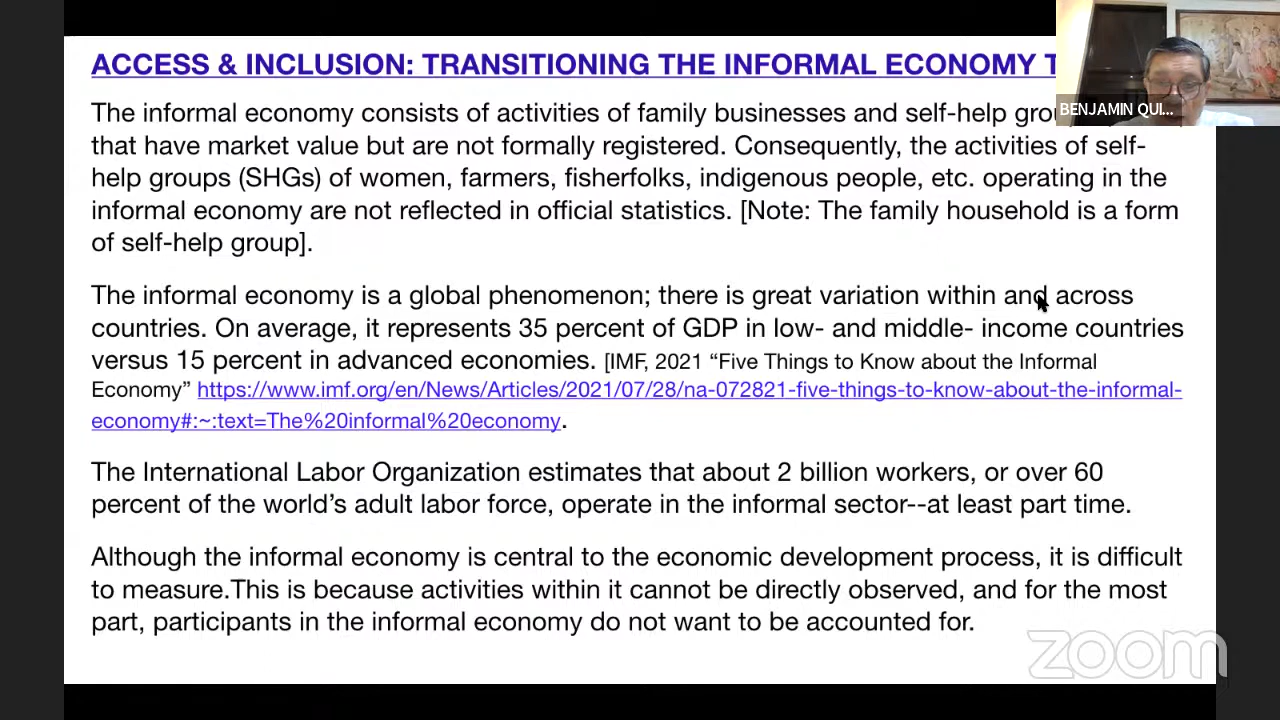 ACCESS & INCLUSION: TRANSITIONING THE INFORMAL ECONOMY T
BENJAMIN QUI...
The informal economy consists of activities of family businesses and self-help gro
that have market value but are not formally registered. Consequently, the activities of self-
help groups (SHGs) of women, farmers, fisherfolks, indigenous people, etc. operating in the
informal economy are not reflected in official statistics. [Note: The family household is a form
of self-help group].
The informal economy is a global phenomenon; there is great variation within and across
countries. On average, it represents 35 percent of GDP in low- and middle- income countries
versus 15 percent in advanced economies. [IMF, 2021 “Five Things to Know about the Informal
Economy” https://www.imf.org/en/News/Articles/2021/07/28/na-072821-five-things-to-know-about-the-informal-
economy#:~:text=The%20informal%20economy.
The International Labor Organization estimates that about 2 billion workers, or over 60
percent of the world’s adult labor force, operate in the informal sector--at least part time.
Although the informal economy is central to the economic development process, it is difficult
to measure.This is because activities within it cannot be directly observed, and for the most
part, participants in the informal economy do not want to be accounted for.
zoom